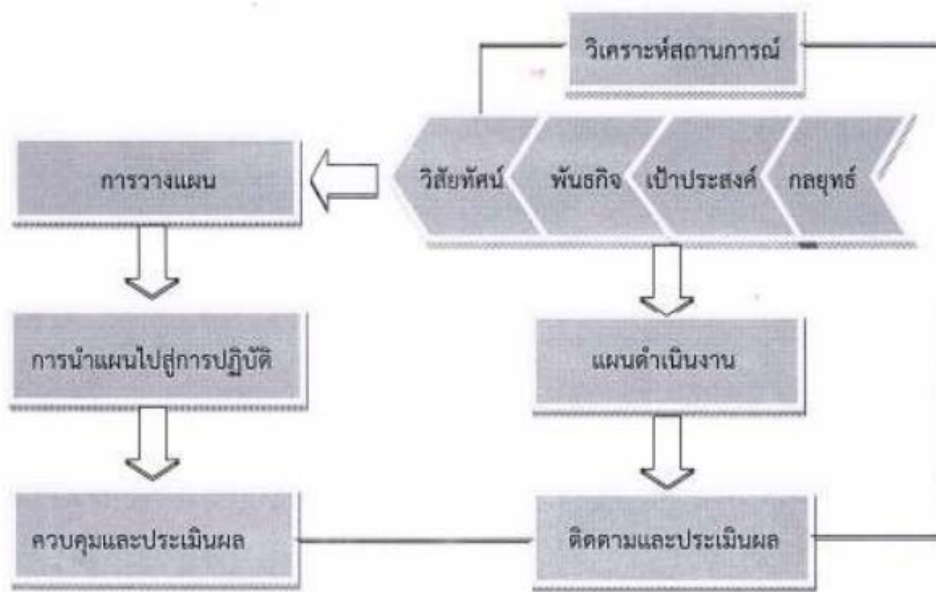 วิเคราะห์สถานการณ์
การวางแผน
วิสัยทัศน์
พันธกิจ
เป้าประสงค์
กลยุทธ์
การนำแผนไปสู่การปฏิบัติ
แผนดำเนินงาน
ควบคุมและประเมินผล
ติดตามและประเมินผล